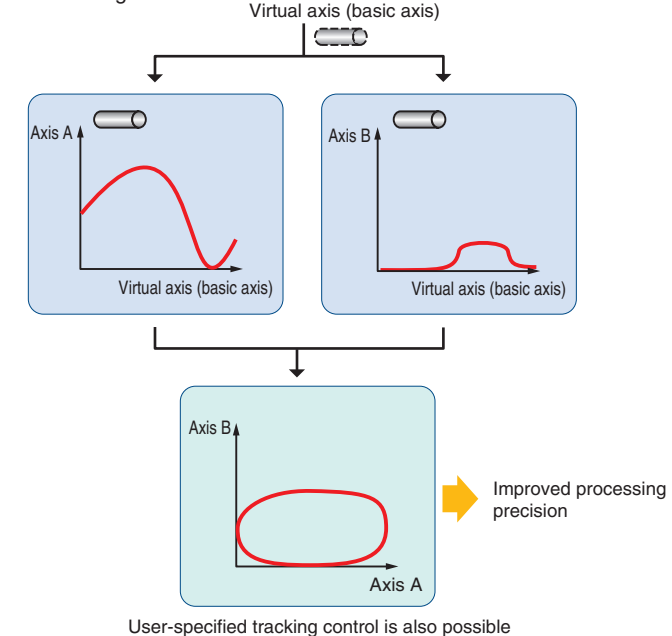 Virtual axis (basic axis)
Axis A
Virtual axis (basic axis)
Axis B
Virtual axis (basic axis)
Axis B
Axis A
Improved processing
precision
User-specified tracking control is also possible